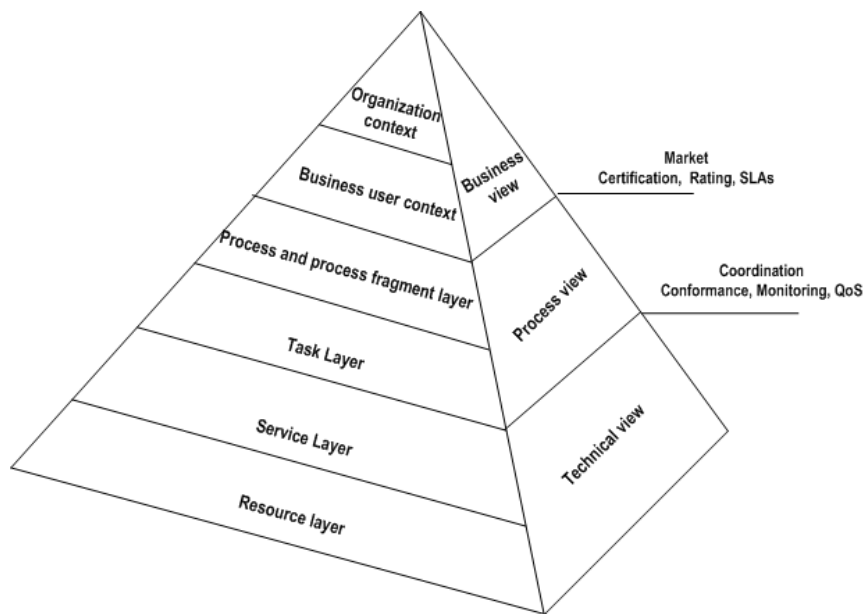 Organization
context
Business user context
Process and process fragment layer
Task Layer
Service Layer
Resource layer
Business
view
Process view
Technical view
Market
Certification, Rating, SLAs
Coordination
Conformance, Monitoring, QoS